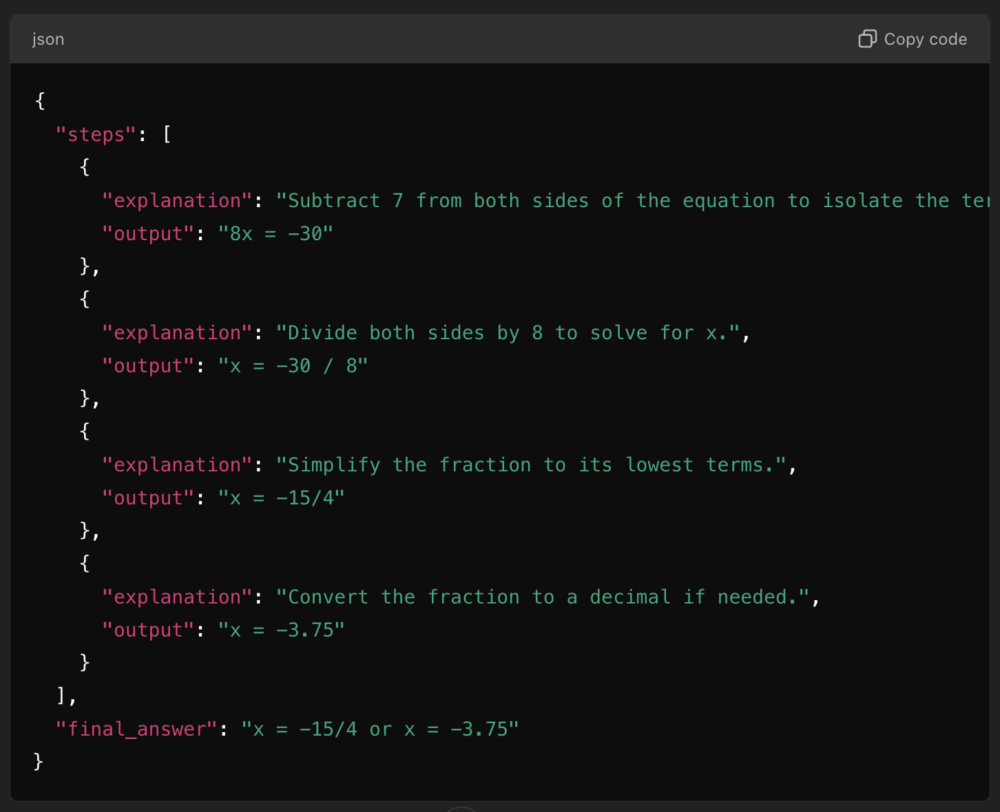 json
Copy code
{
  "steps": [
    {
      "explanation": "Subtract 7 from both sides of the equation to isolate the
      "output": "8x = -30"
    },
    {
      "explanation": "Divide both sides by 8 to solve for x.",
      "output": "x = -30 / 8"
    },
    {
      "explanation": "Simplify the fraction to its lowest terms.",
      "output": "x = -15/4"
    },
    {
      "explanation": "Convert the fraction to a decimal if needed.",
      "output": "x = -3.75"
    }
  ],
  "final_answer": "x = -15/4 or x = -3.75"
}